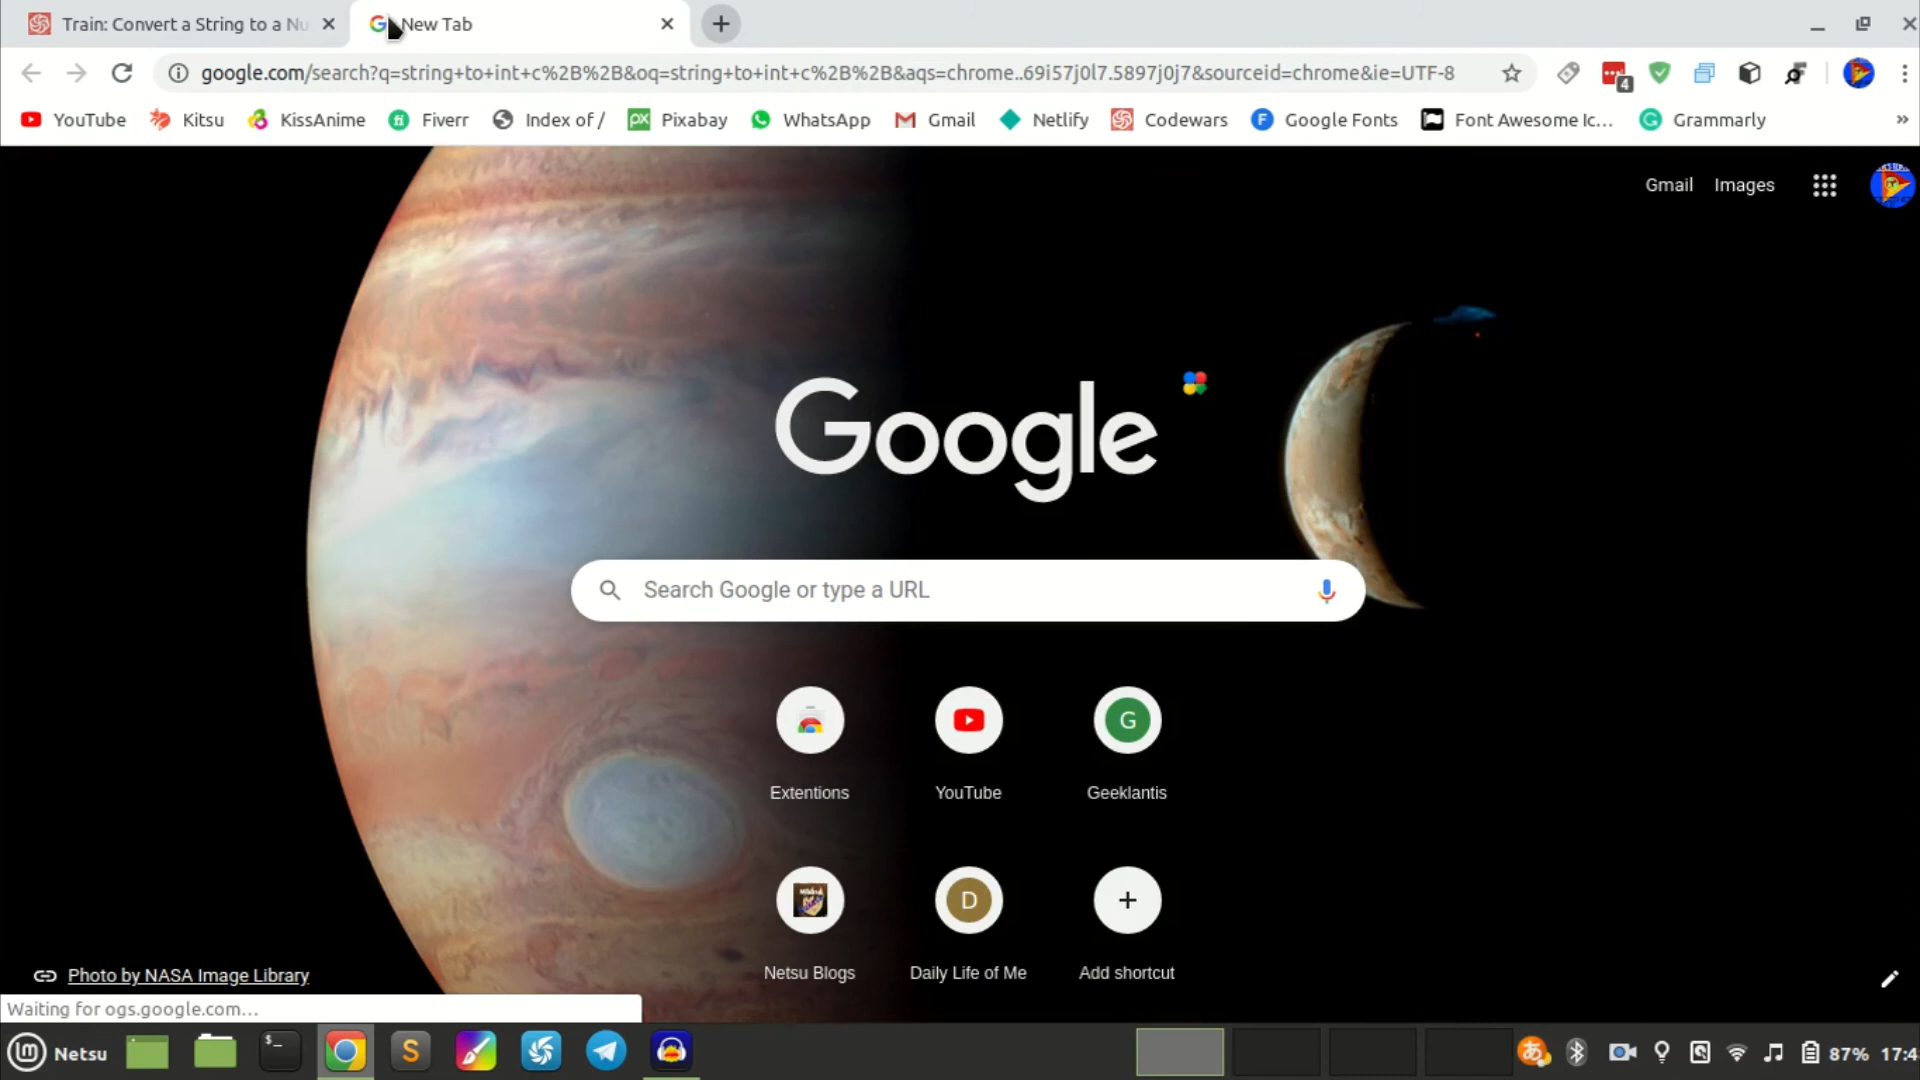 Train: Convert a String to a Nu
New Tab
google.com/search?q=string+to+int+c%2B%2B&oq=string+to+int+c%2B%2B&aqs=chrome..69i57j0l7.5897j0j7&sourceid=chrome&ie=UTF-8
4
YouTube Kitsu KissAnime Fiverr Index of / Pixabay WhatsApp Gmail Netlify Codewars Google Fonts Font Awesome Ic... Grammarly »
Gmail Images
Google
Search Google or type a URL
Extentions YouTube Geeklantis
Netsu Blogs Daily Life of Me Add shortcut
Photo by NASA Image Library
Waiting for ogs.google.com...
Netsu
あ
87% 17:4